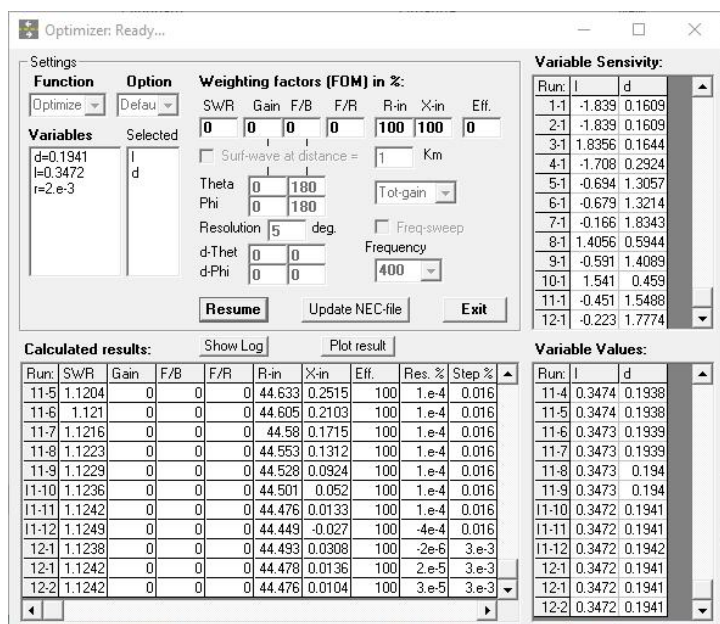 Optimizer: Ready...
Settings
Function Option Weighting factors (FOM) in %:
Optimize Defau SWR Gain F/B F/R R-in X-in Eff.
0 0 0 0 100 100 0
Variables Selected
d=0.1941
l=0.3472
r=2.e-3
l
d
Surf-wave at distance = 1 Km
Theta 0 180
Phi 0 180
Tot-gain
Resolution 5 deg.
Freq-sweep
d-Thet 0 0
d-Phi 0 0
Frequency
400
Resume Update NEC-file Exit
Variable Sensivity:
Run: l d
1-1 -1.839 0.1609
2-1 -1.839 0.1609
3-1 1.8356 0.1644
4-1 -1.708 0.2924
5-1 -0.694 1.3057
6-1 -0.679 1.3214
7-1 -0.166 1.8343
8-1 1.4056 0.5944
9-1 -0.591 1.4089
10-1 1.541 0.459
11-1 -0.451 1.5488
12-1 -0.223 1.7774
Calculated results: Show Log Plot result
Run: SWR Gain F/B F/R R-in X-in Eff. Res. % Step %
11-5 1.1204 0 0 0 44.633 0.2515 100 1.e-4 0.016
11-6 1.121 0 0 0 44.605 0.2103 100 1.e-4 0.016
11-7 1.1216 0 0 0 44.58 0.1715 100 1.e-4 0.016
11-8 1.1223 0 0 0 44.553 0.1312 100 1.e-4 0.016
11-9 1.1229 0 0 0 44.528 0.0924 100 1.e-4 0.016
11-10 1.1236 0 0 0 44.501 0.052 100 1.e-4 0.016
11-11 1.1242 0 0 0 44.476 0.0133 100 1.e-4 0.016
11-12 1.1249 0 0 0 44.449 -0.027 100 -4e-4 0.016
12-1 1.1238 0 0 0 44.493 0.0308 100 -2e-6 3.e-3
12-1 1.1242 0 0 0 44.478 0.0136 100 2.e-5 3.e-3
12-2 1.1242 0 0 0 44.476 0.0104 100 3.e-5 3.e-3
Variable Values:
Run: l d
11-4 0.3474 0.1938
11-5 0.3474 0.1938
11-6 0.3473 0.1939
11-7 0.3473 0.1939
11-8 0.3473 0.194
11-9 0.3473 0.194
11-10 0.3472 0.1941
11-11 0.3472 0.1941
11-12 0.3472 0.1942
12-1 0.3472 0.1941
12-1 0.3472 0.1941
12-2 0.3472 0.1941